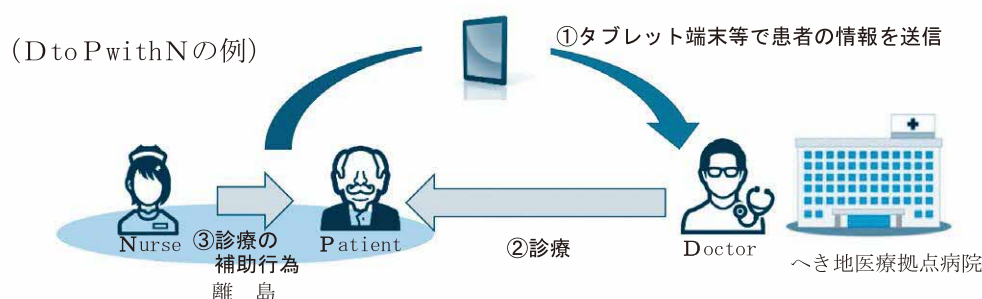 (DtoPwithNの例)
①タブレット端末等で患者の情報を送信
Nurse
③診療の
補助行為
離 島
Patient
②診療
Doctor
へき地医療拠点病院